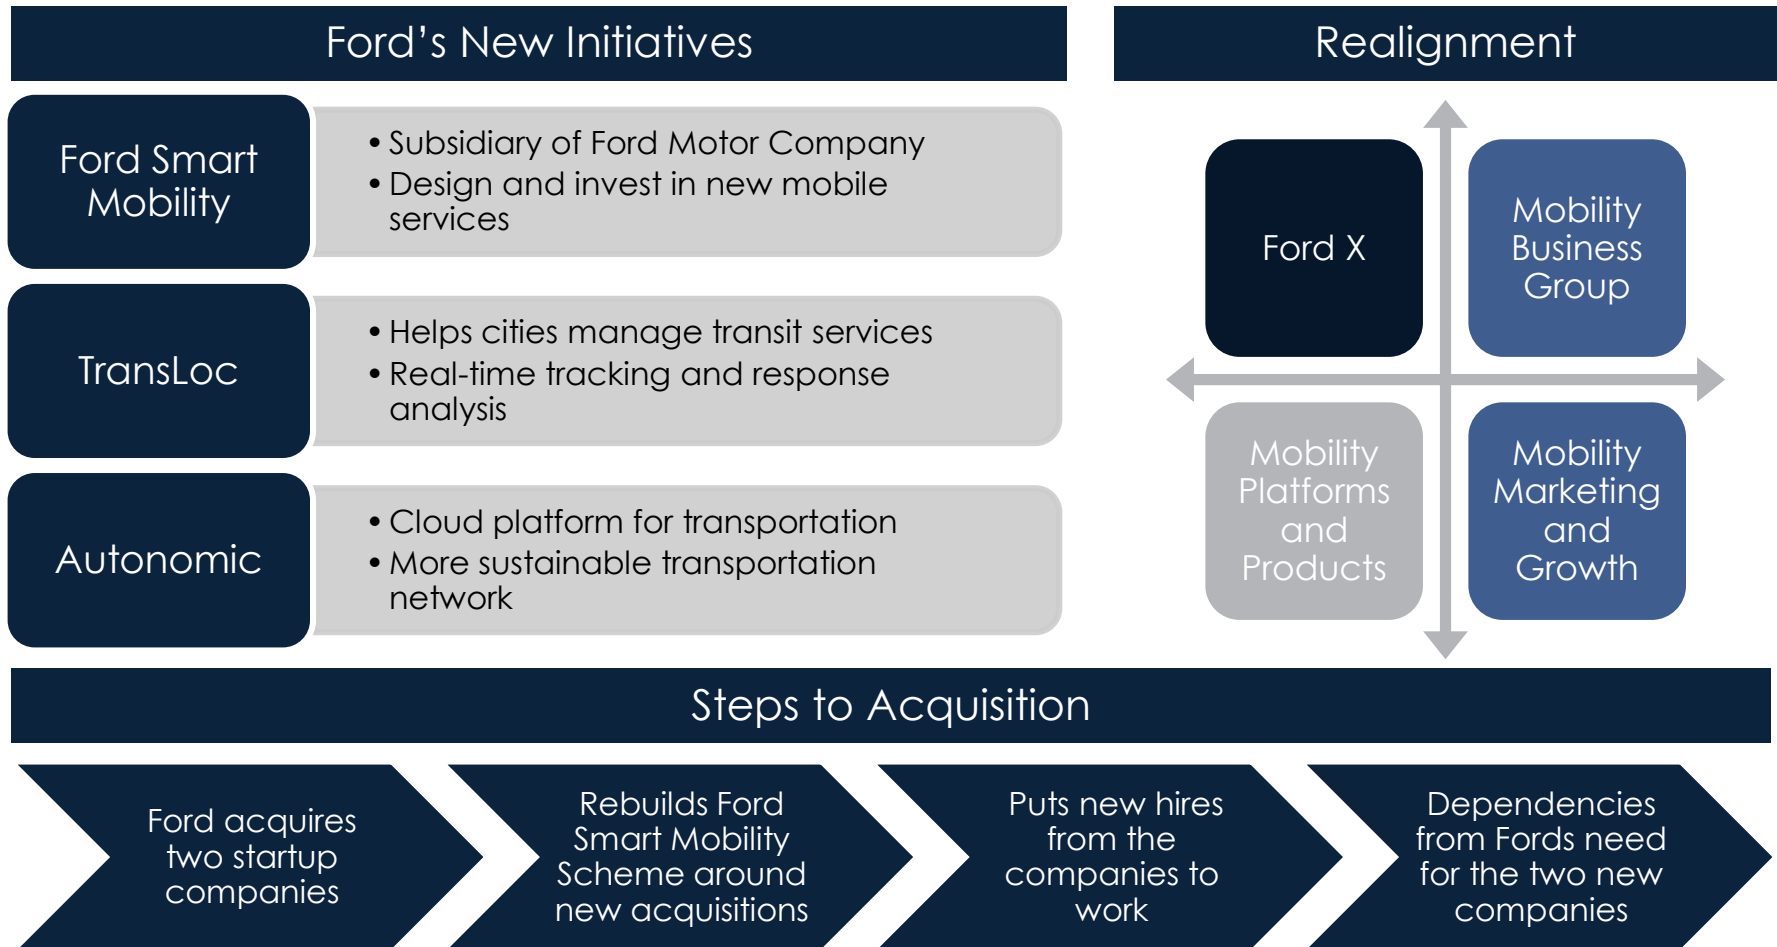 Ford’s New Initiatives
Ford Smart
Mobility
• Subsidiary of Ford Motor Company
• Design and invest in new mobile
services
TransLoc
• Helps cities manage transit services
• Real-time tracking and response
analysis
Autonomic
• Cloud platform for transportation
• More sustainable transportation
network
Realignment
Ford X
Mobility
Business
Group
Mobility
Platforms
and
Products
Mobility
Marketing
and
Growth
Steps to Acquisition
Ford acquires
two startup
companies
Rebuilds Ford
Smart Mobility
Scheme around
new acquisitions
Puts new hires
from the
companies to
work
Dependencies
from Fords need
for the two new
companies